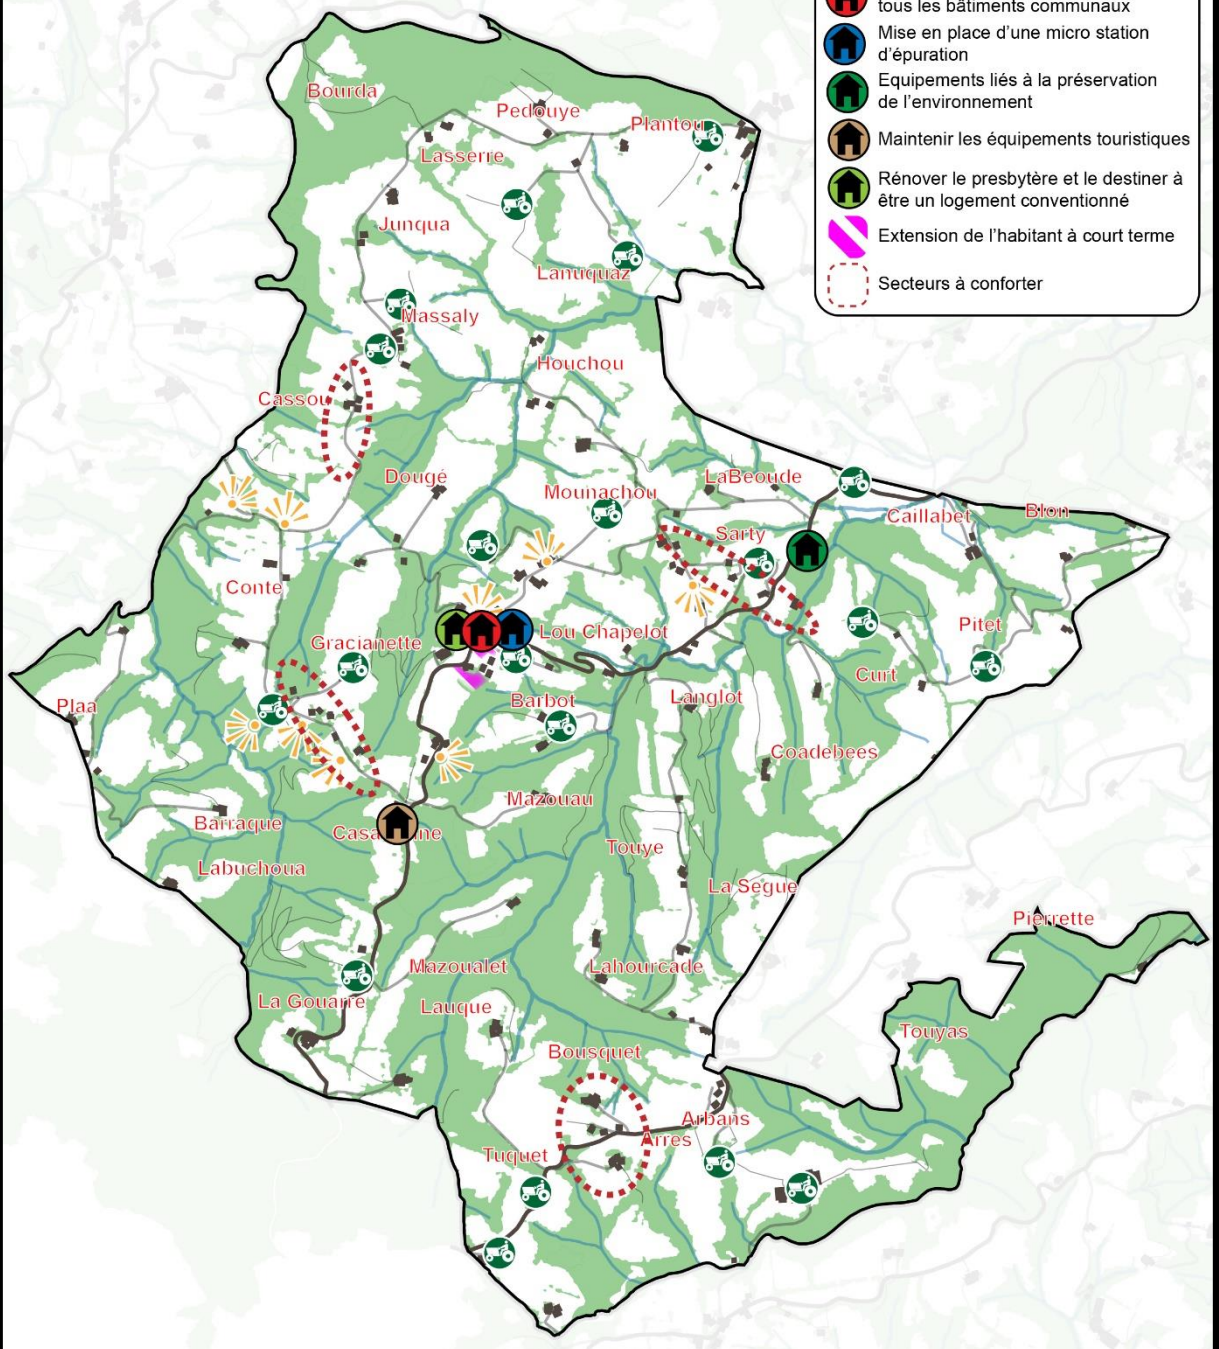 tous les bâtiments communaux
Mise en place d'une micro station
d'épuration
Equipements liés à la préservation
de l'environnement
Maintenir les équipements touristiques
Rénover le presbytère et le destiner à
être un logement conventionné
Extension de l'habitant à court terme
Secteurs à conforter
Bourda
Pedouye
Plantou
Lasserre
Junqua
Lanuquaz
Massaly
Houchou
Cassou
Dougé
Mounachou
LaBeoude
Caillabet
Blon
Sarty
Conte
Gracianette
Lou Chapelot
Pitet
Curt
Plaa
Barbot
Langlot
Coadebees
Mazouau
Barraque
Touye
Labuchoua
La Segue
Pierrette
Mazoualet
Lahourcade
La Gouarre
Lauque
Touyas
Bousquet
Arbans
Arres
Tuquet